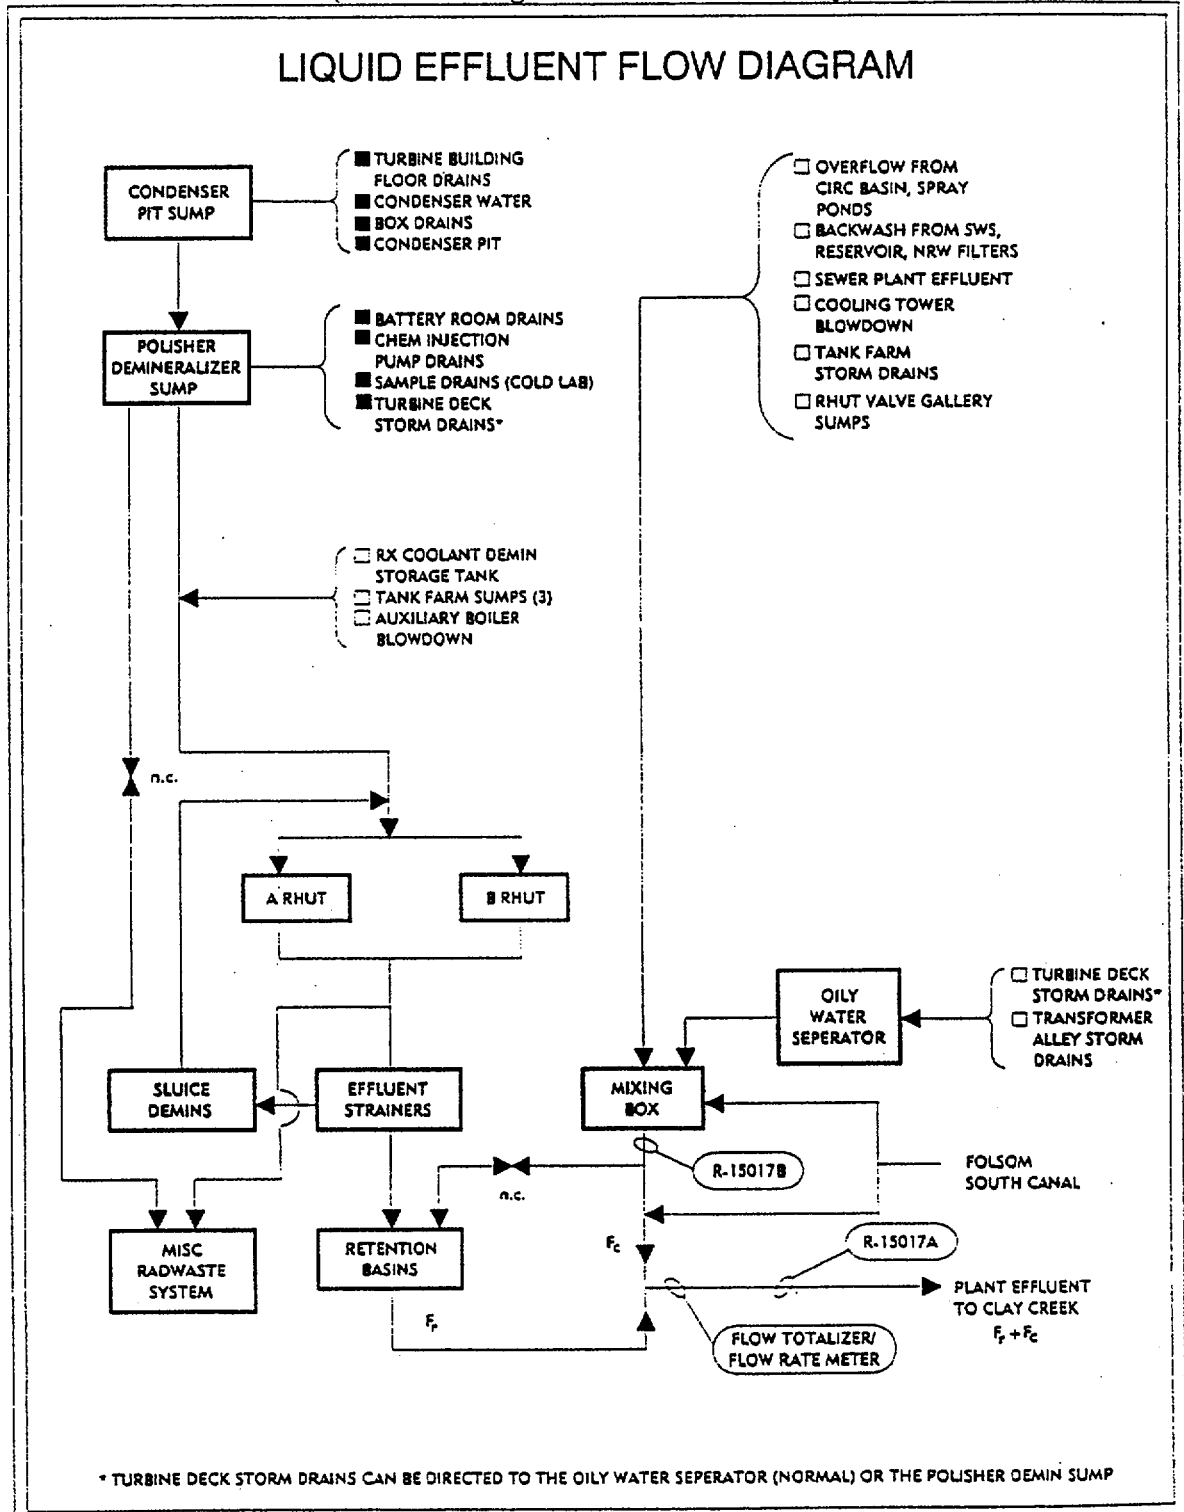 LIQUID EFFLUENT FLOW DIAGRAM
CONDENSER
PIT SUMP
TURBINE BUILDING
FLOOR DRAINS
CONDENSER WATER
BOX DRAINS
CONDENSER PIT
OVERFLOW FROM
CIRC BASIN, SPRAY
PONDS
BACKWASH FROM SWS,
RESERVOIR, NRW FILTERS
SEWER PLANT EFFLUENT
COOLING TOWER
BLOWDOWN
TANK FARM
STORM DRAINS
RHUT VALVE GALLERY
SUMPS
POLISHER
DEMINERALIZER
SUMP
BATTERY ROOM DRAINS
CHEM INJECTION
PUMP DRAINS
SAMPLE DRAINS (COLD LAB)
TURBINE DECK
STORM DRAINS*
RX COOLANT DEMIN
STORAGE TANK
TANK FARM SUMPS (3)
AUXILIARY BOILER
BLOWDOWN
n.c.
A RHUT
B RHUT
OILY
WATER
SEPERATOR
TURBINE DECK
STORM DRAINS*
TRANSFORMER
ALLEY STORM
DRAINS
SLUICE
DEMINS
EFFLUENT
STRAINERS
MIXING
BOX
R-15017B
FOLSOM
SOUTH CANAL
n.c.
MISC
RADWASTE
SYSTEM
RETENTION
BASINS
Fc
R-15017A
PLANT EFFLUENT
TO CLAY CREEK
Fr + Fc
Fr
FLOW TOTALIZER/
FLOW RATE METER
* TURBINE DECK STORM DRAINS CAN BE DIRECTED TO THE OILY WATER SEPERATOR (NORMAL) OR THE POLISHER DEMIN SUMP